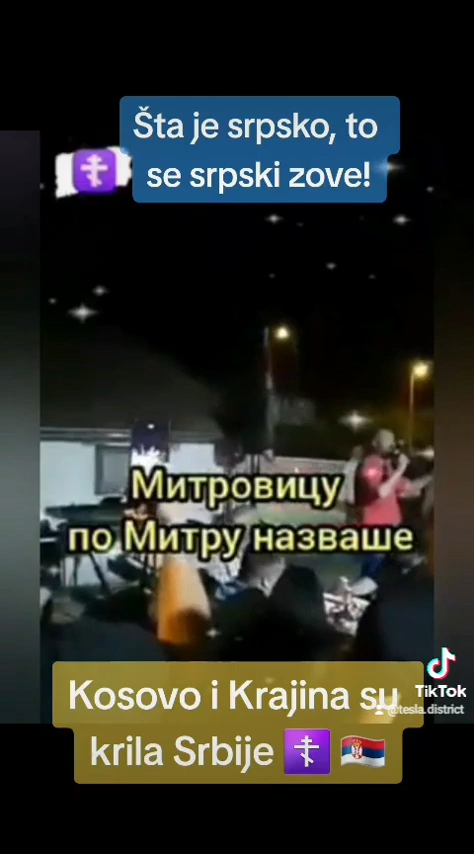 Šta je srpsko, to
se srpski zove!
Митровицу
по Митру назваше
Kosovo i Krajina su
krila Srbije
TikTok
@tesla.district